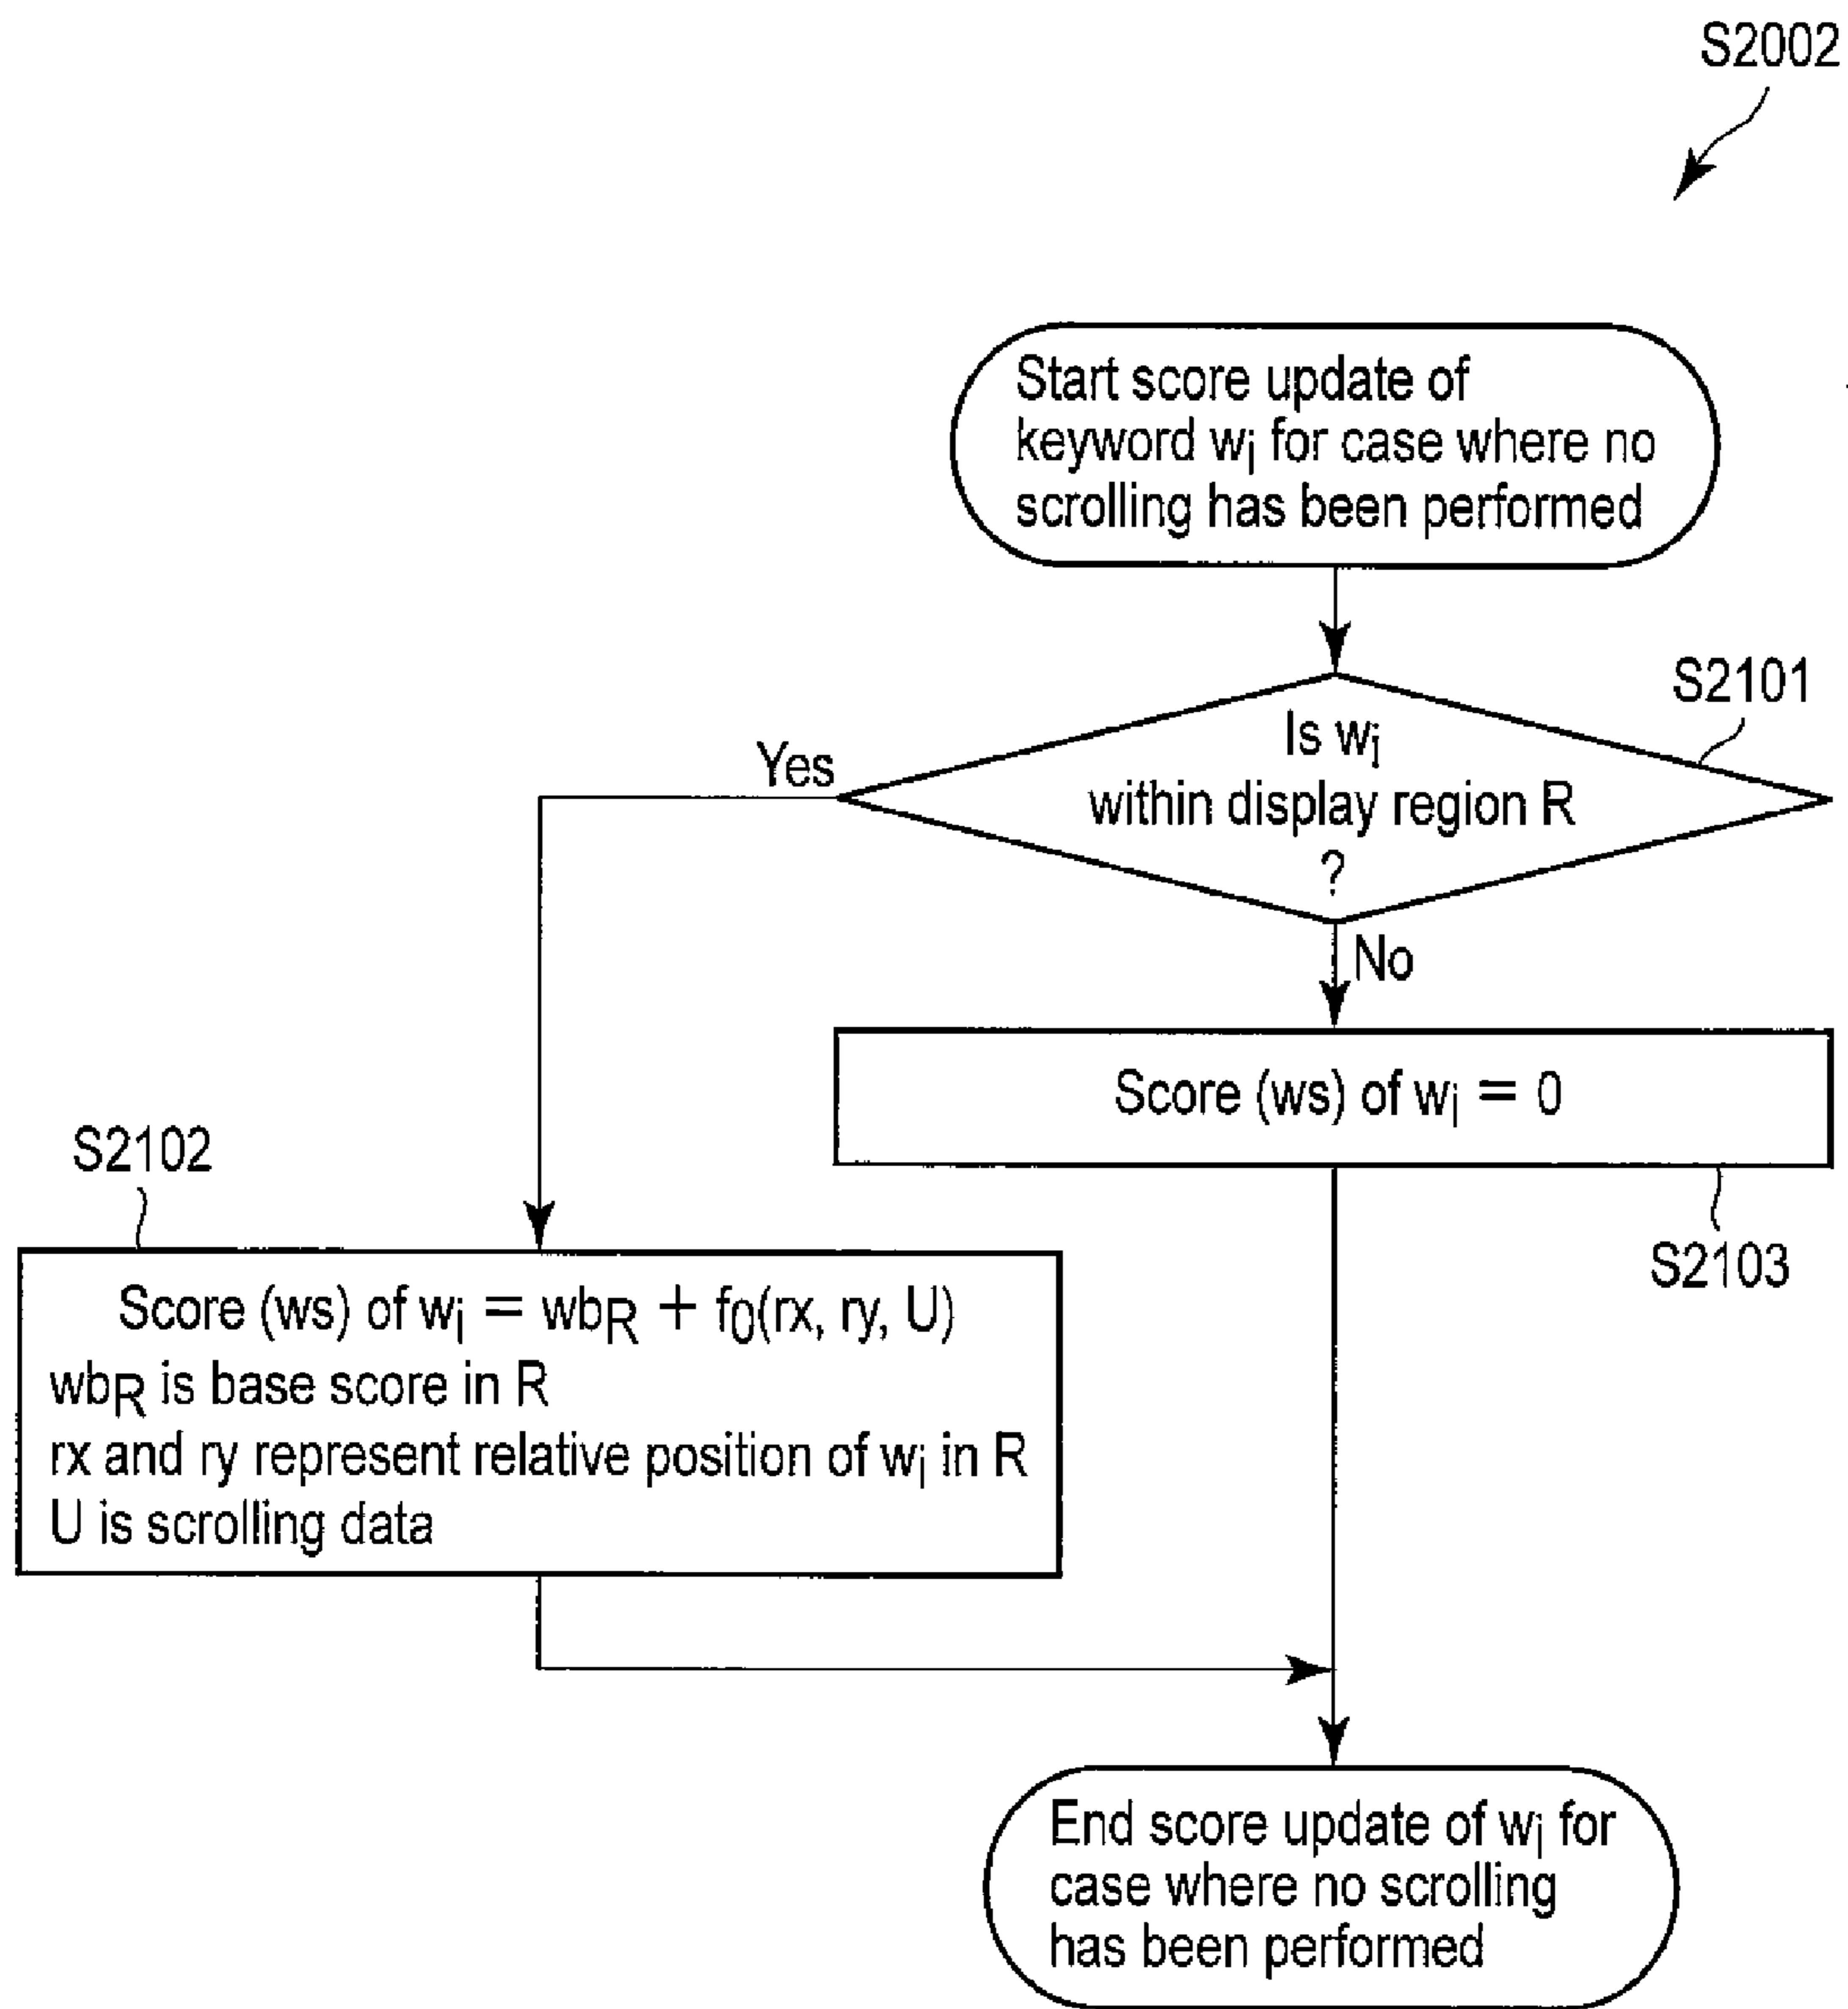 S2002
Start score update of
keyword wi for case where no
scrolling has been performed
S2101
Is wi
within display region R
?
Yes
No
Score (ws) of wi = 0
S2103
S2102
Score (ws) of wi = wbR + f0(rx, ry, U)
wbR is base score in R
rx and ry represent relative position of wi in R
U is scrolling data
End score update of wi for
case where no scrolling
has been performed